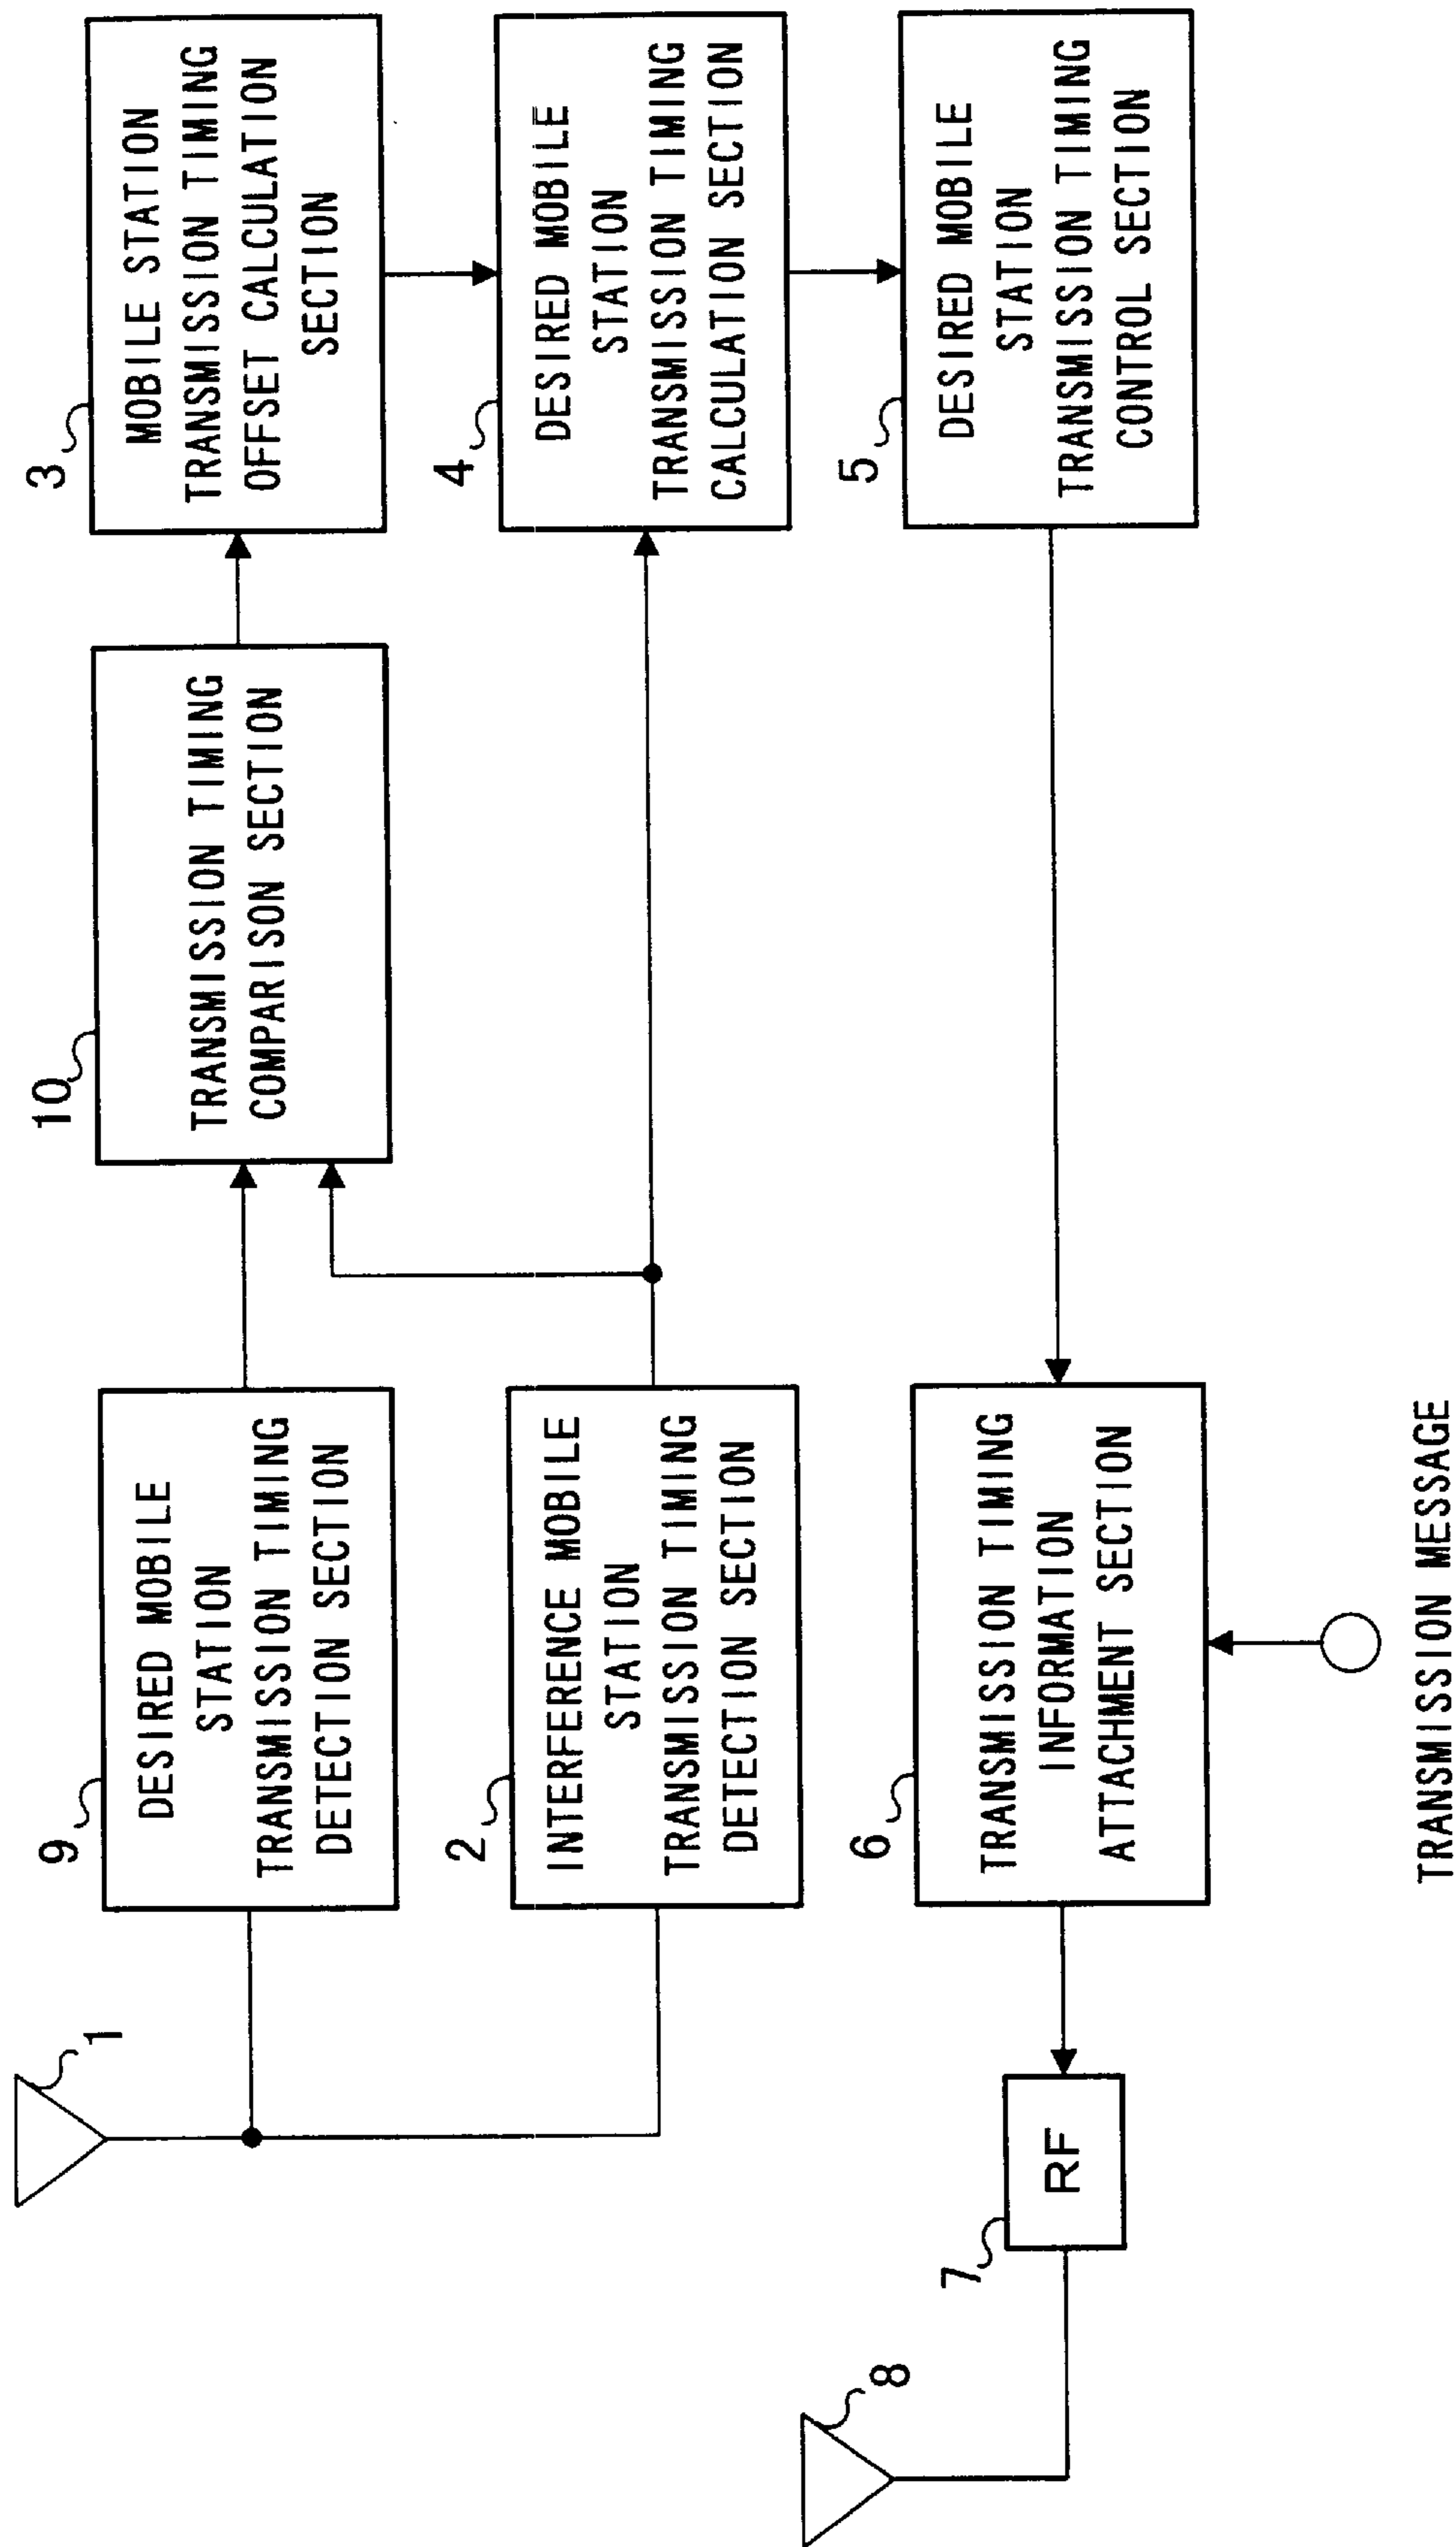 1
9
DESIRED MOBILE
STATION
TRANSMISSION TIMING
DETECTION SECTION
10
TRANSMISSION TIMING
COMPARISON SECTION
3
MOBILE STATION
TRANSMISSION TIMING
OFFSET CALCULATION
SECTION
2
INTERFERENCE MOBILE
STATION
TRANSMISSION TIMING
DETECTION SECTION
4
DESIRED MOBILE
STATION
TRANSMISSION TIMING
CALCULATION SECTION
8
7
RF
6
TRANSMISSION TIMING
INFORMATION
ATTACHMENT SECTION
5
DESIRED MOBILE
STATION
TRANSMISSION TIMING
CONTROL SECTION
TRANSMISSION MESSAGE